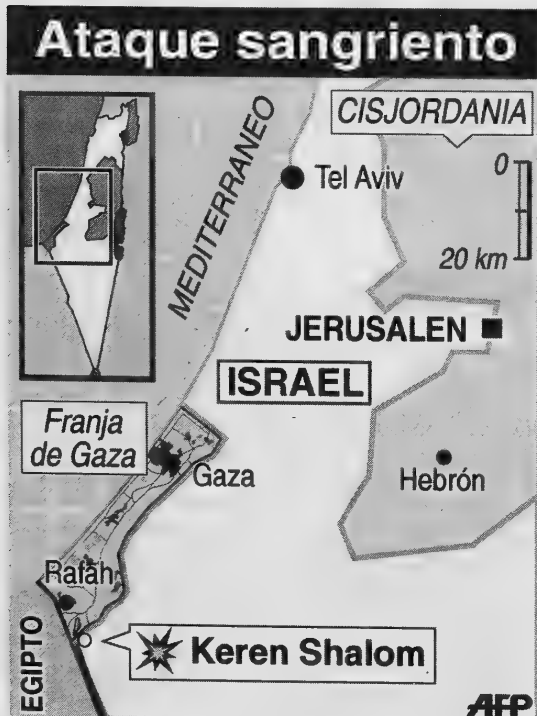 Ataque sangriento
CISJORDANIA
MEDITERRANEO
Tel Aviv
0
20 km
JERUSALEN
ISRAEL
Franja
de Gaza
Gaza
Hebrón
Rafah
EGIPTO
Keren Shalom
AFP